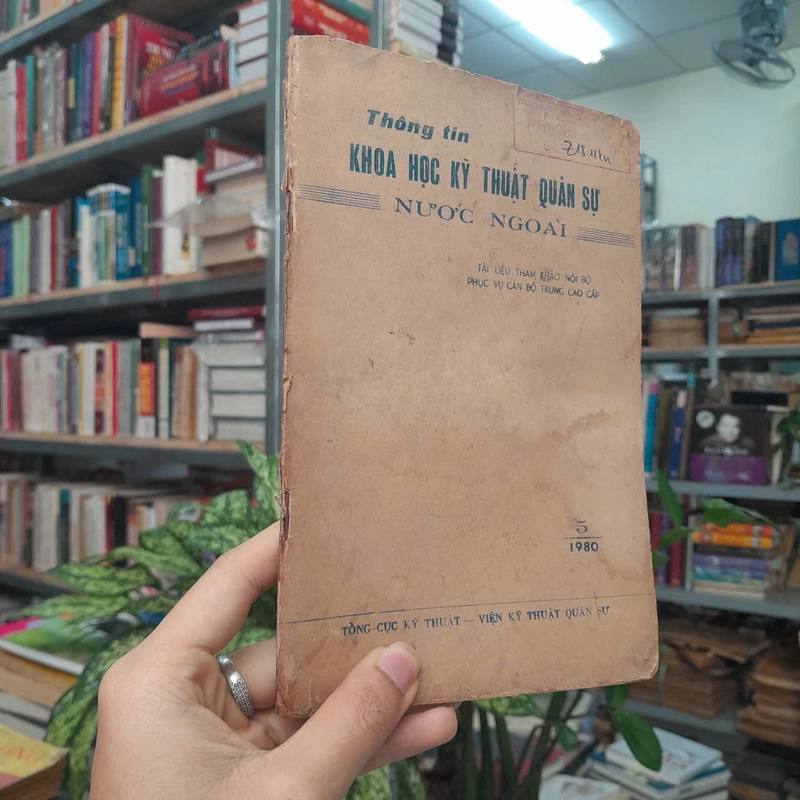 Thông tin
KHOA HỌC KỸ THUẬT QUÂN SỰ
NƯỚC NGOÀI
TÀI LIỆU THAM KHẢO NỘI BỘ
PHỤC VỤ CÁN BỘ TRUNG CAO CẤP
5
1980
TỔNG CỤC KỸ THUẬT — VIỆN KỸ THUẬT QUÂN SỰ